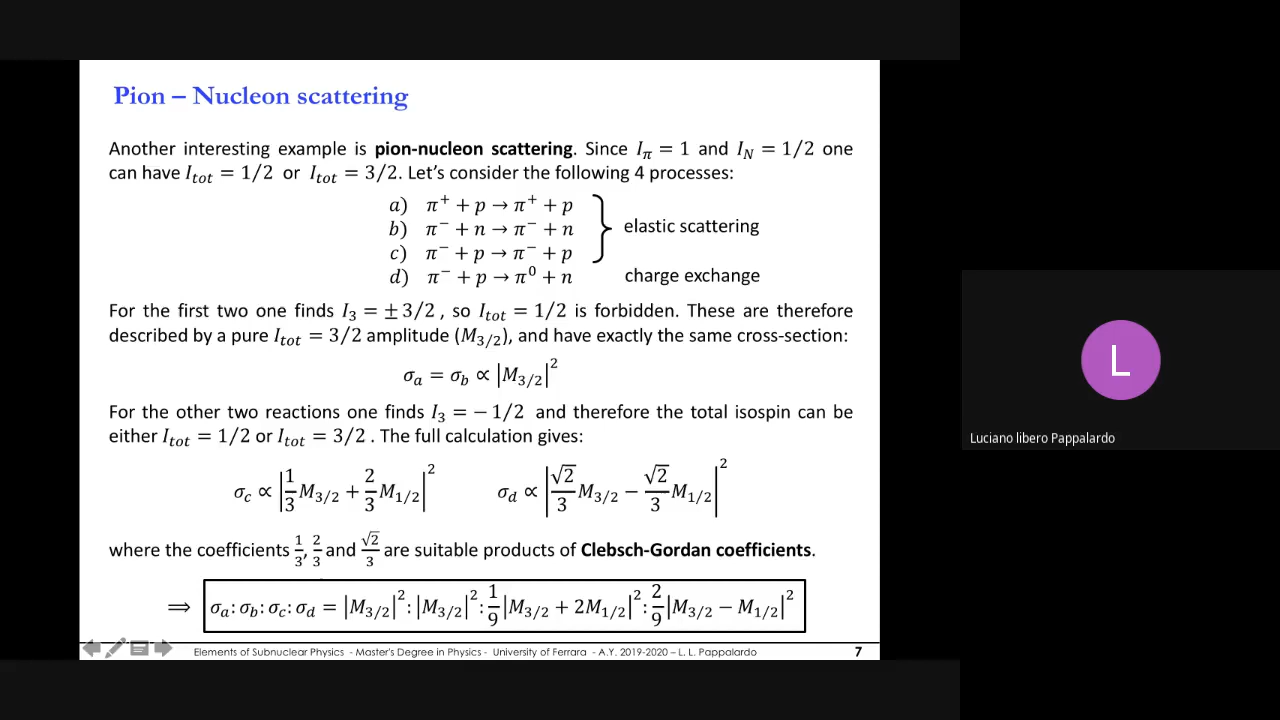 Pion – Nucleon scattering
Another interesting example is pion-nucleon scattering. Since I_π = 1 and I_N = 1/2 one
can have I_tot = 1/2 or I_tot = 3/2. Let's consider the following 4 processes:
a) π⁺ + p → π⁺ + p
b) π⁻ + n → π⁻ + n
elastic scattering
c) π⁻ + p → π⁻ + p
d) π⁻ + p → π⁰ + n charge exchange
For the first two one finds I₃ = ± 3/2 , so I_tot = 1/2 is forbidden. These are therefore
described by a pure I_tot = 3/2 amplitude (M_3/2), and have exactly the same cross-section:
σ_a = σ_b ∝ |M_3/2|²
For the other two reactions one finds I₃ = − 1/2 and therefore the total isospin can be
either I_tot = 1/2 or I_tot = 3/2 . The full calculation gives:
σ_c ∝ |1/3 M_3/2 + 2/3 M_1/2|² σ_d ∝ |√2/3 M_3/2 − √2/3 M_1/2|²
where the coefficients 1/3, 2/3 and √2/3 are suitable products of Clebsch-Gordan coefficients.
⟹ σ_a: σ_b: σ_c: σ_d = |M_3/2|²: |M_3/2|²: 1/9 |M_3/2 + 2M_1/2|²: 2/9 |M_3/2 − M_1/2|²
Elements of Subnuclear Physics - Master's Degree in Physics - University of Ferrara - A.Y. 2019-2020 – L. L. Pappalardo 7
L
Luciano libero Pappalardo